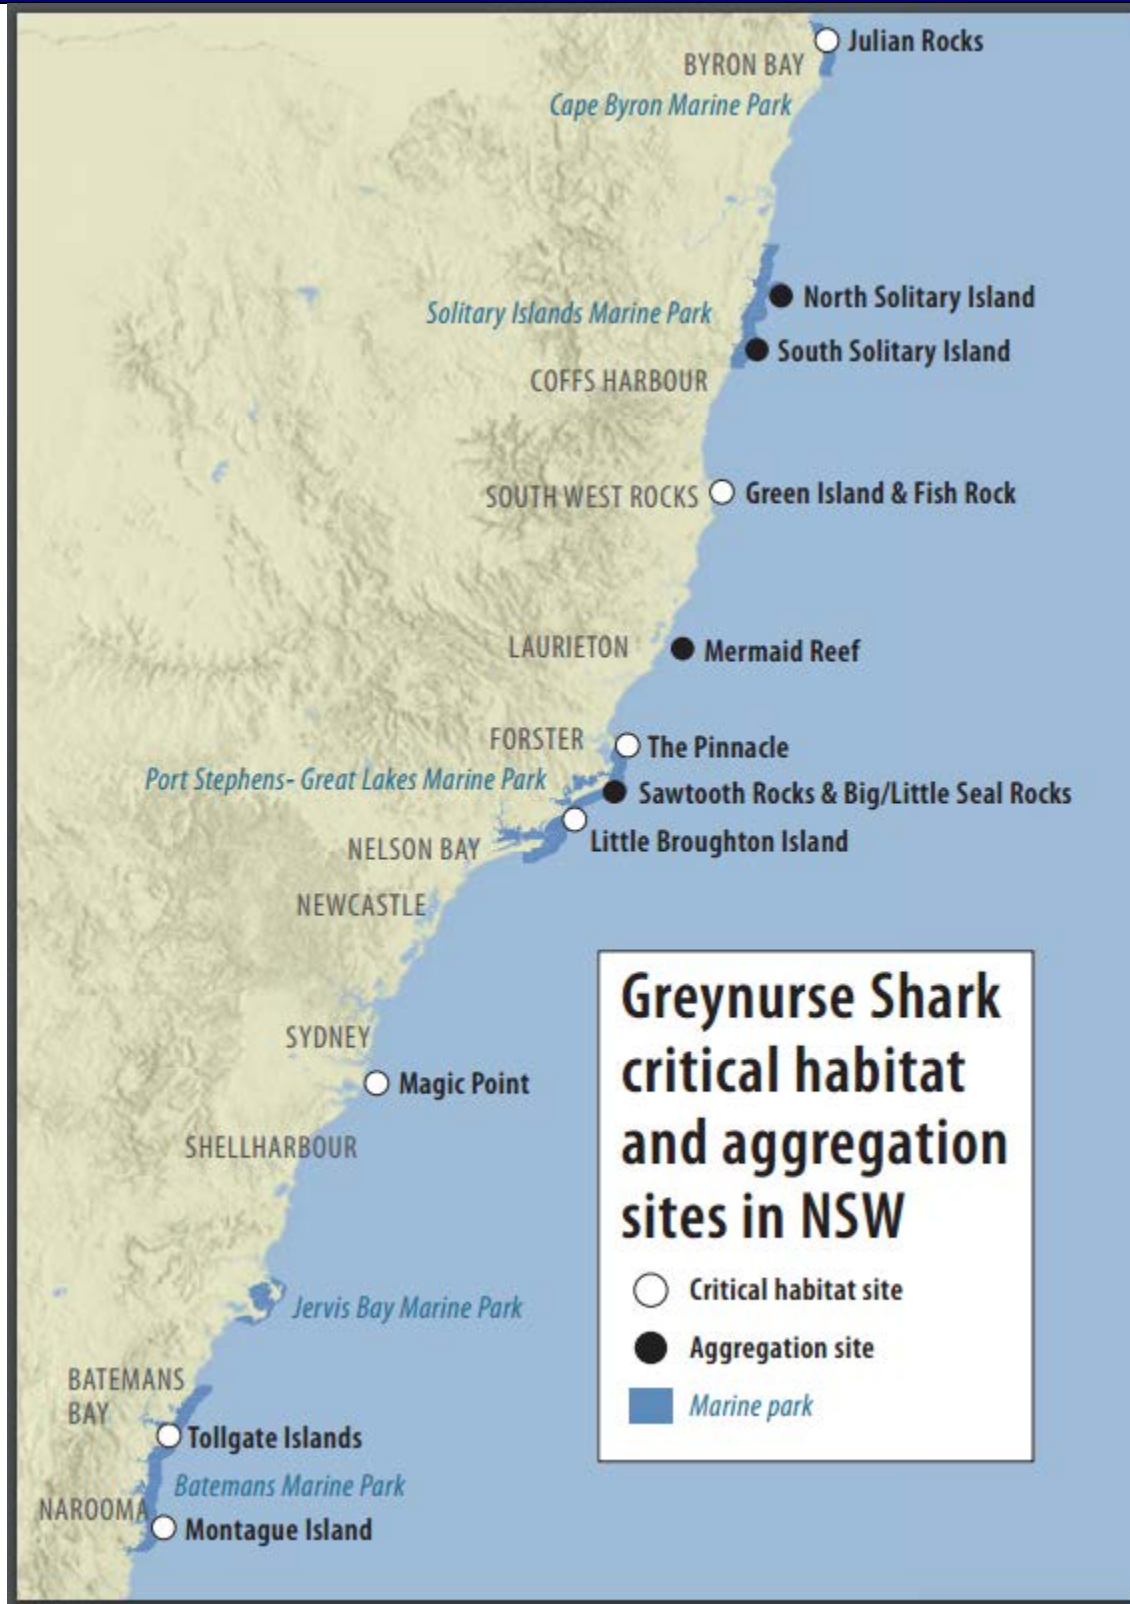 Julian Rocks
BYRON BAY
Cape Byron Marine Park
North Solitary Island
Solitary Islands Marine Park
South Solitary Island
COFFS HARBOUR
SOUTH WEST ROCKS
Green Island & Fish Rock
LAURIETON
Mermaid Reef
FORSTER
The Pinnacle
Port Stephens- Great Lakes Marine Park
Sawtooth Rocks & Big/Little Seal Rocks
Little Broughton Island
NELSON BAY
NEWCASTLE
SYDNEY
Magic Point
SHELLHARBOUR
Jervis Bay Marine Park
BATEMANS
BAY
Tollgate Islands
Batemans Marine Park
NAROOMA
Montague Island
Greynurse Shark
critical habitat
and aggregation
sites in NSW
Critical habitat site
Aggregation site
Marine park